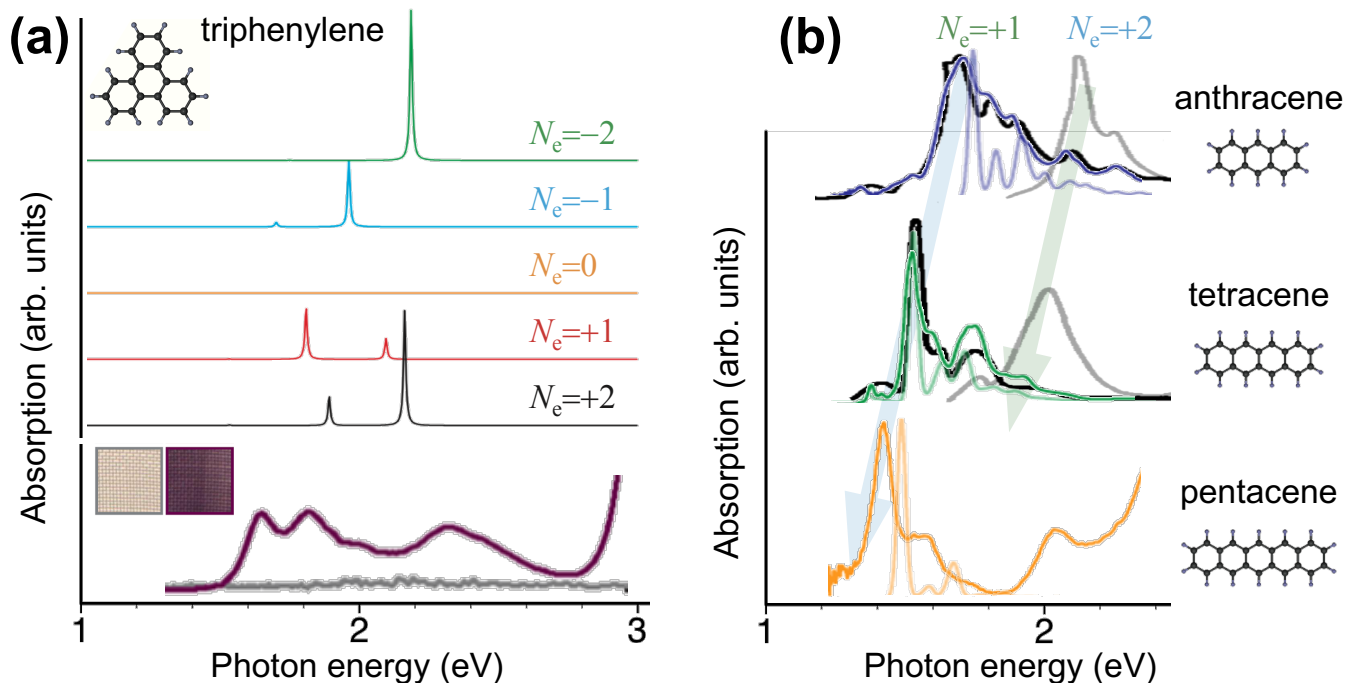 (a) triphenylene
Nₑ=−2
Nₑ=−1
Nₑ=0
Nₑ=+1
Nₑ=+2
Absorption (arb. units)
1 2 3
Photon energy (eV)
(b) Nₑ=+1 Nₑ=+2
anthracene
tetracene
pentacene
Absorption (arb. units)
1 2
Photon energy (eV)